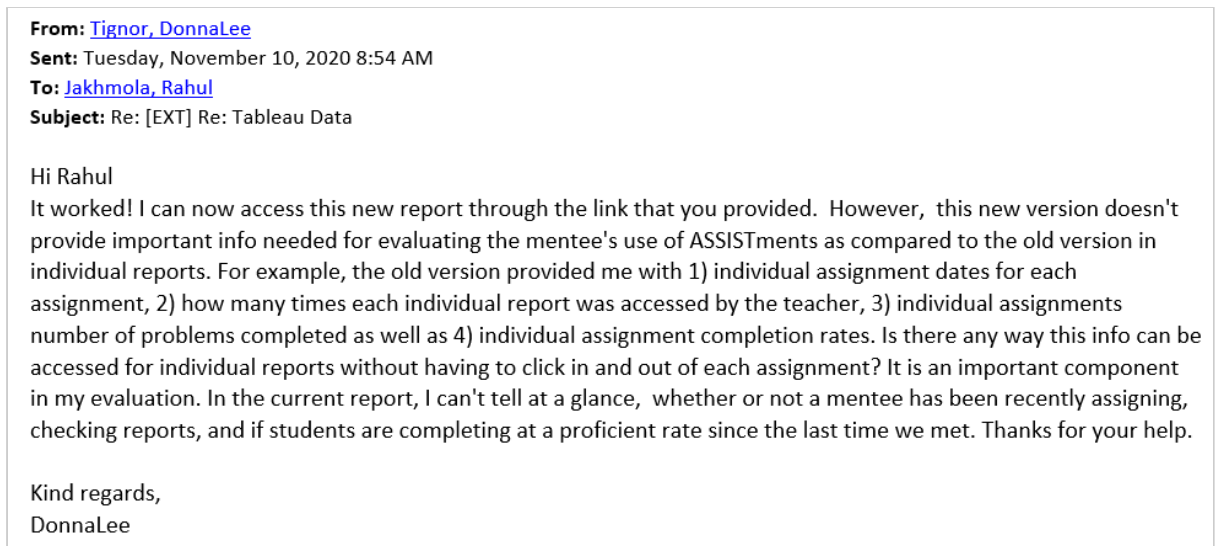 From: Tignor, DonnaLee
Sent: Tuesday, November 10, 2020 8:54 AM
To: Jakhmola, Rahul
Subject: Re: [EXT] Re: Tableau Data
Hi Rahul
It worked! I can now access this new report through the link that you provided.  However,  this new version doesn't
provide important info needed for evaluating the mentee's use of ASSISTments as compared to the old version in
individual reports. For example, the old version provided me with 1) individual assignment dates for each
assignment, 2) how many times each individual report was accessed by the teacher, 3) individual assignments
number of problems completed as well as 4) individual assignment completion rates. Is there any way this info can be
accessed for individual reports without having to click in and out of each assignment? It is an important component
in my evaluation. In the current report, I can't tell at a glance,  whether or not a mentee has been recently assigning,
checking reports, and if students are completing at a proficient rate since the last time we met. Thanks for your help.
Kind regards,
DonnaLee